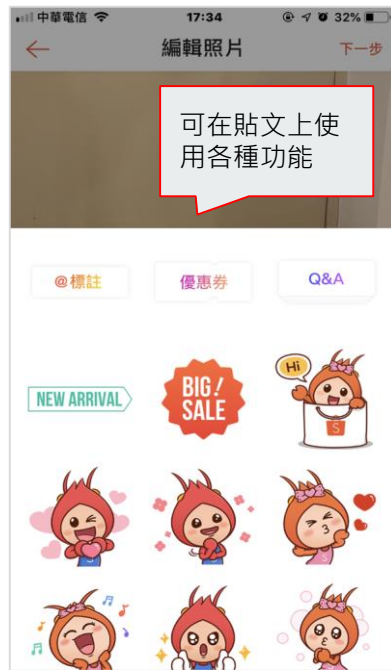 中華電信 17:34 32%
編輯照片 下一步
可在貼文上使
用各種功能
@標註 優惠券 Q&A
NEW ARRIVAL
BIG!
SALE
Hi
S